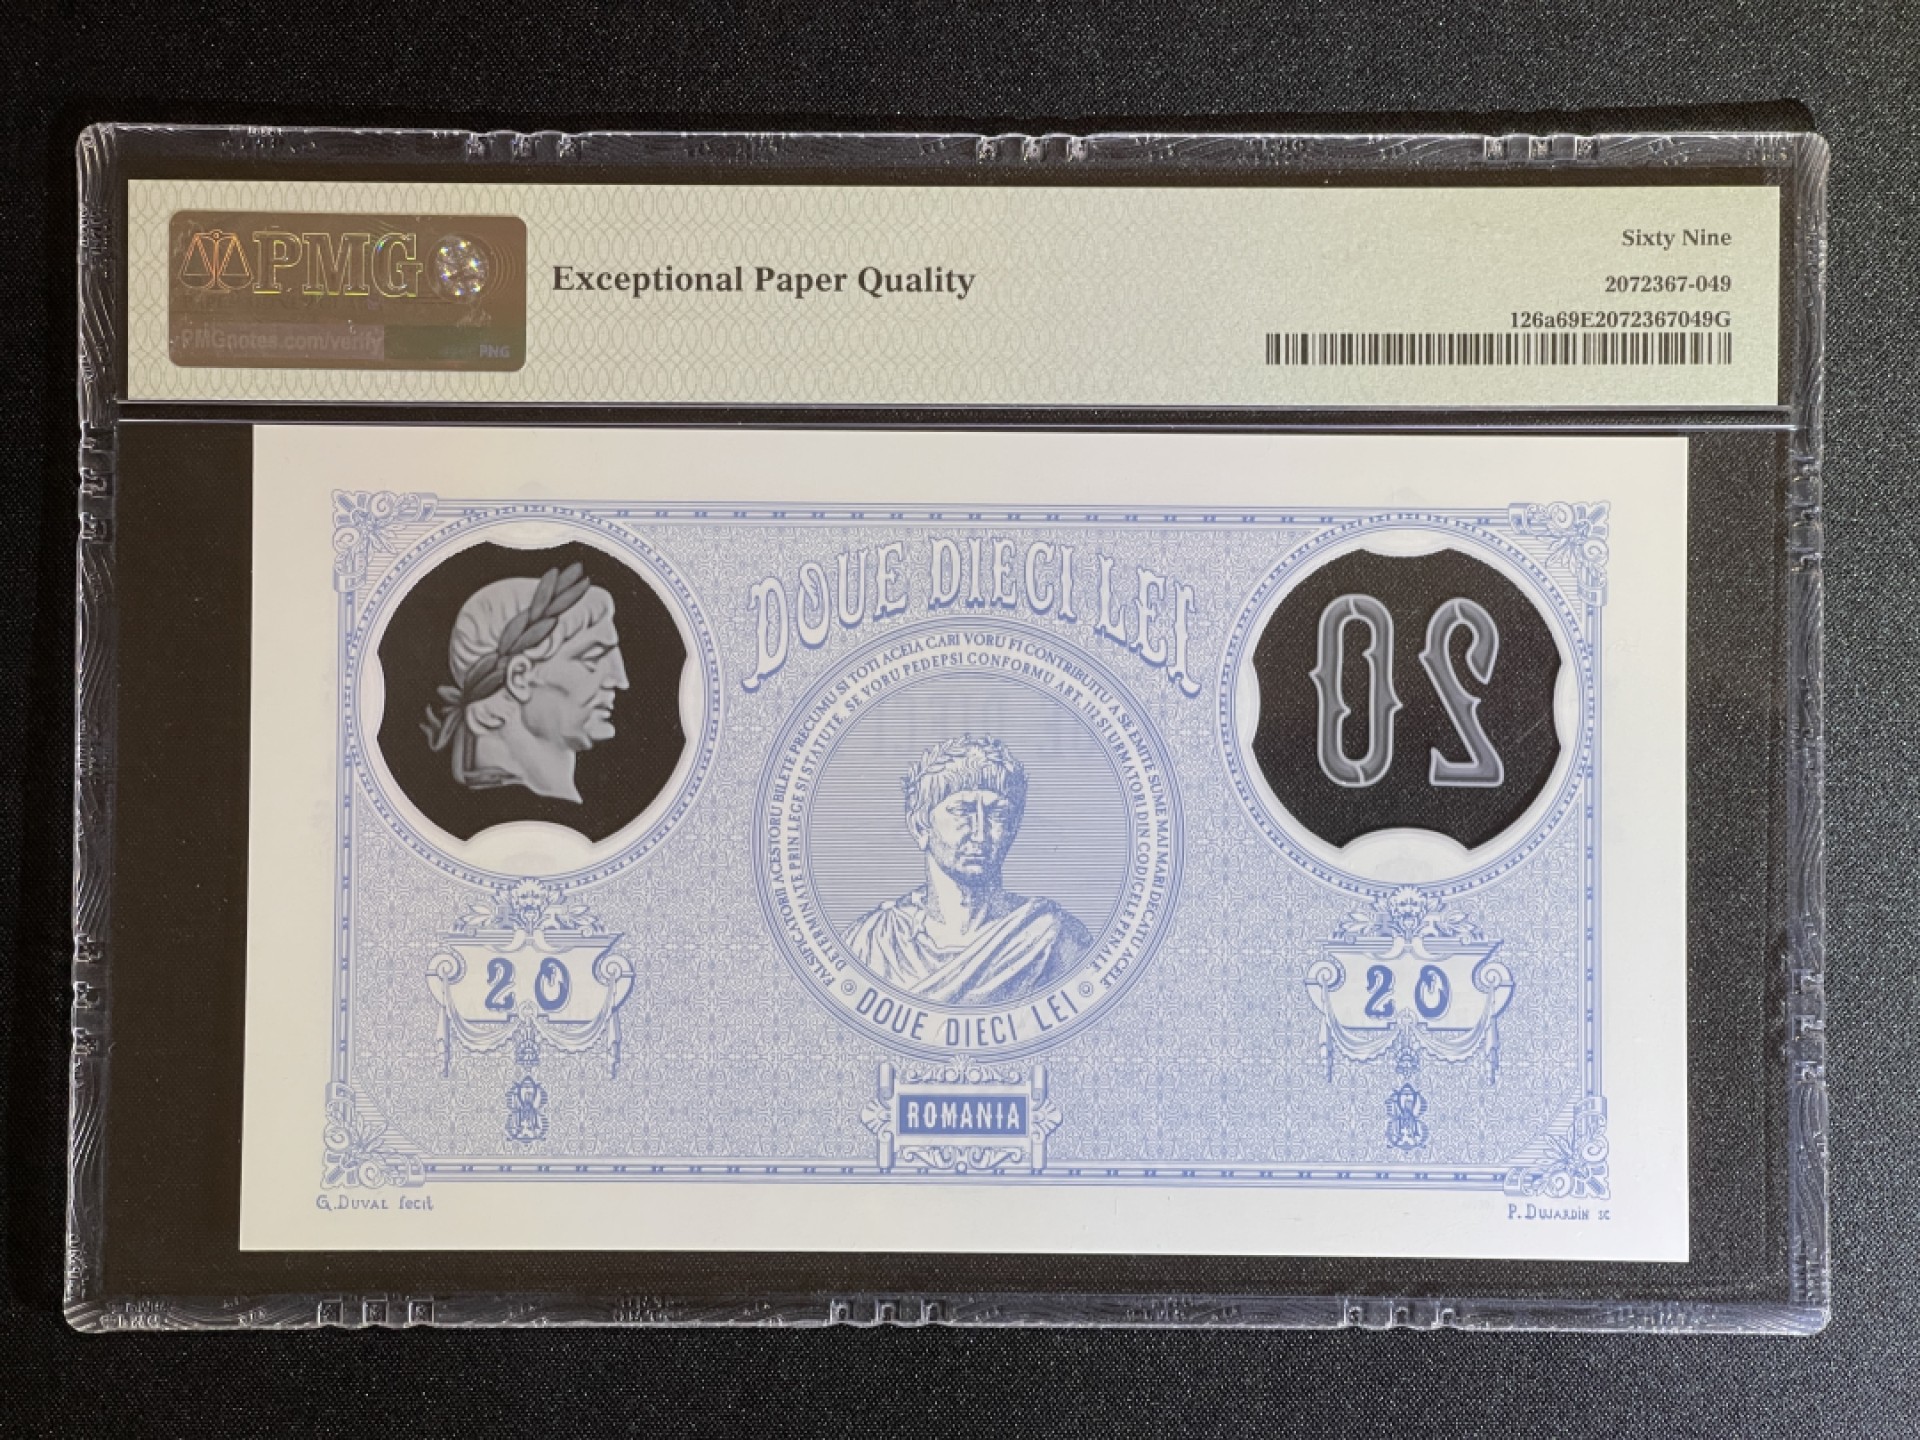 PMG
PMGnotes.com/verify
PNG
Exceptional Paper Quality
Sixty Nine
2072367-049
126a69E2072367049G
DOUE DIECI LEI
FALSIFICATORII ACESTORU BILETE PRECUMU SI TOTI ACEIA CARI VORU FI CONTRIBUITU A SE EMITE SUME MAI MARI DECATU ACELE
DETERMINATE PRIN LEGE SI STATUTE, SE VORU PEDEPSI CONFORMU ART. 112 SI URMATORI DIN CODICELE PENALE.
20
20
20
DOUE DIECI LEI
ROMANIA
G.DUVAL fecit
P.DUJARDIN SC